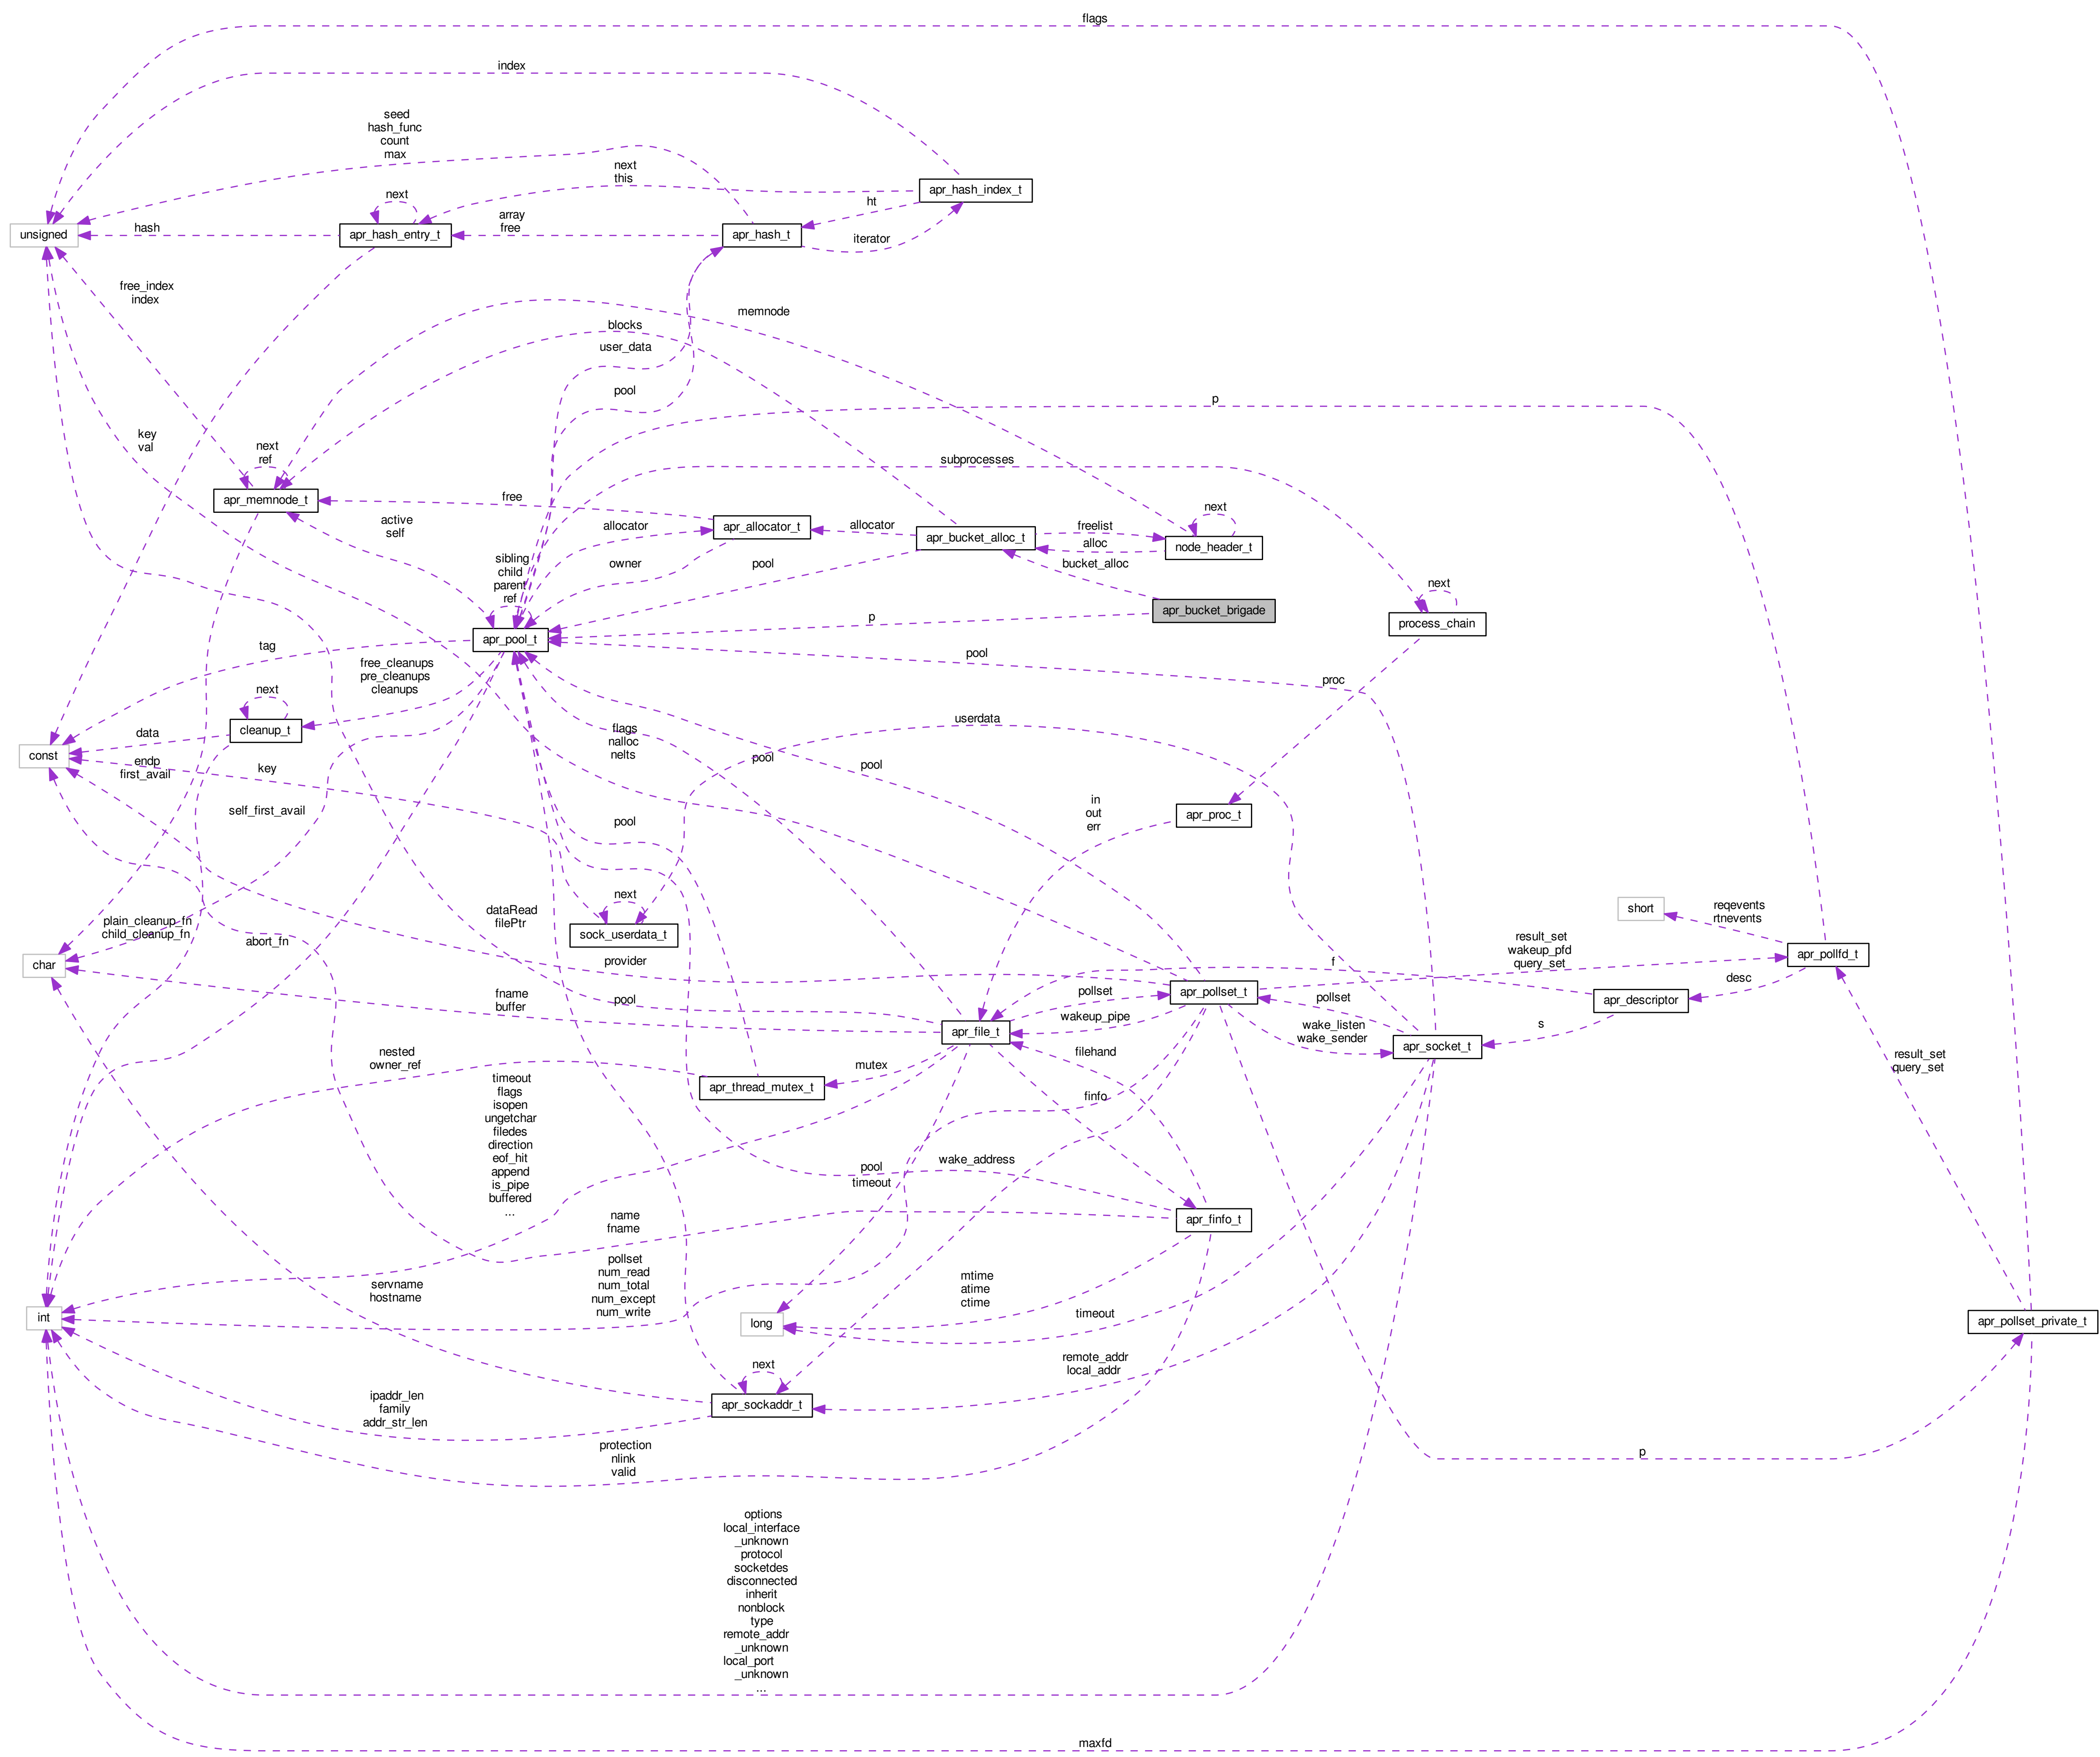 flags
index
seed
hash_func
count
max
next
this
apr_hash_index_t
next
ht
array
free
unsigned
hash
apr_hash_entry_t
apr_hash_t
iterator
free_index
index
memnode
blocks
user_data
pool
p
key
val
next
ref
subprocesses
apr_memnode_t
free
active
self
allocator
apr_allocator_t
allocator
apr_bucket_alloc_t
freelist
next
alloc
node_header_t
sibling
child
parent
ref
owner
pool
bucket_alloc
next
apr_bucket_brigade
p
process_chain
apr_pool_t
tag
pool
free_cleanups
pre_cleanups
cleanups
proc
next
cleanup_t
data
userdata
flags
nalloc
nelts
const
endp
first_avail
key
pool
pool
self_first_avail
pool
in
out
err
apr_proc_t
next
dataRead
filePtr
short
reqevents
rtnevents
plain_cleanup_fn
child_cleanup_fn
abort_fn
sock_userdata_t
result_set
wakeup_pfd
query_set
apr_pollfd_t
char
provider
f
desc
fname
buffer
pool
pollset
apr_pollset_t
pollset
apr_descriptor
wakeup_pipe
apr_file_t
wake_listen
wake_sender
s
apr_socket_t
nested
owner_ref
filehand
mutex
result_set
query_set
timeout
flags
isopen
ungetchar
filedes
direction
eof_hit
append
is_pipe
buffered
...
apr_thread_mutex_t
finfo
wake_address
pool
timeout
name
fname
apr_finfo_t
pollset
num_read
num_total
num_except
num_write
servname
hostname
mtime
atime
ctime
int
long
timeout
apr_pollset_private_t
next
remote_addr
local_addr
apr_sockaddr_t
ipaddr_len
family
addr_str_len
protection
nlink
valid
p
options
local_interface
_unknown
protocol
socketdes
disconnected
inherit
nonblock
type
remote_addr
_unknown
local_port
_unknown
...
maxfd